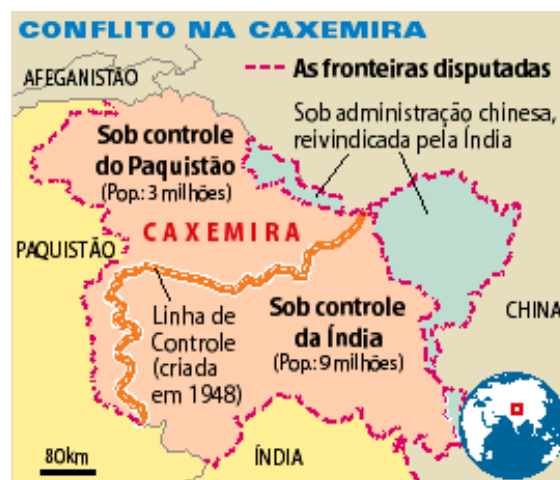 CONFLITO NA CAXEMIRA
AFEGANISTÃO
As fronteiras disputadas
Sob administração chinesa,
reivindicada pela Índia
Sob controle
do Paquistão
(Pop.: 3 milhões)
CAXEMIRA
PAQUISTÃO
Linha de
Controle
(criada
em 1948)
Sob controle
da Índia
(Pop.: 9 milhões)
CHINA
80km
ÍNDIA